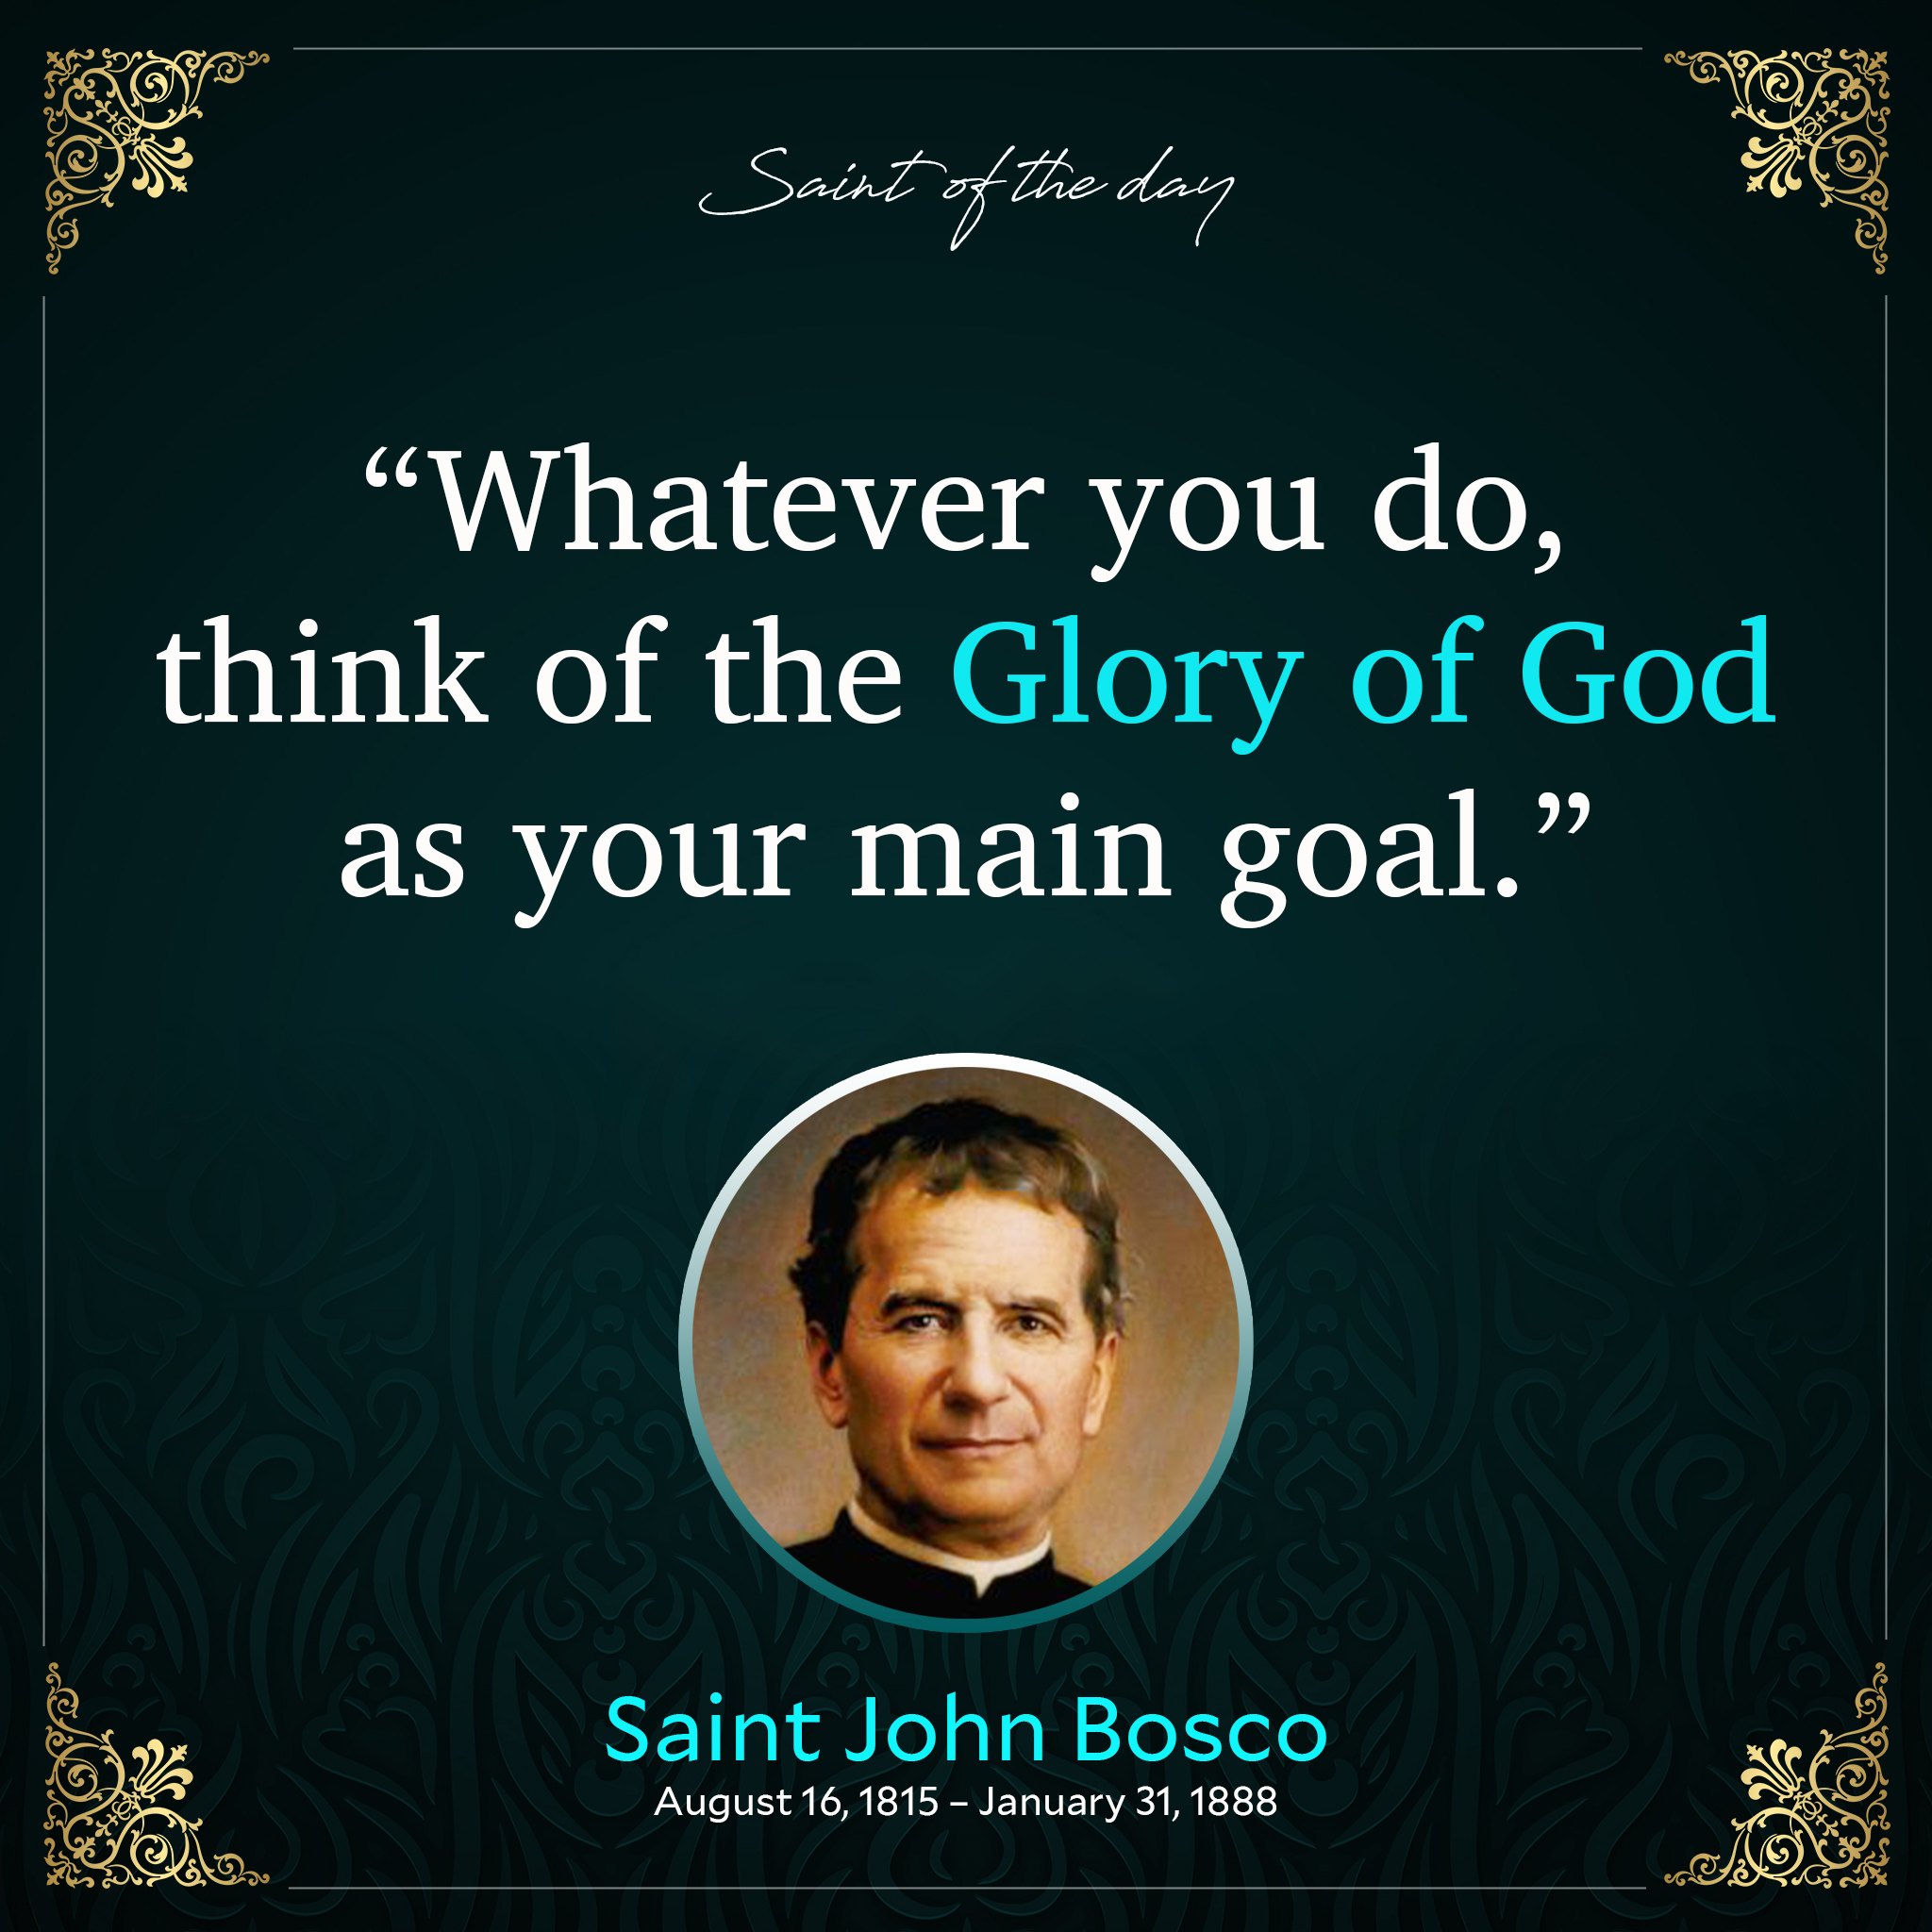 Saint of the day
“Whatever you do,
think of the Glory of God
as your main goal.”
Saint John Bosco
August 16, 1815 – January 31, 1888